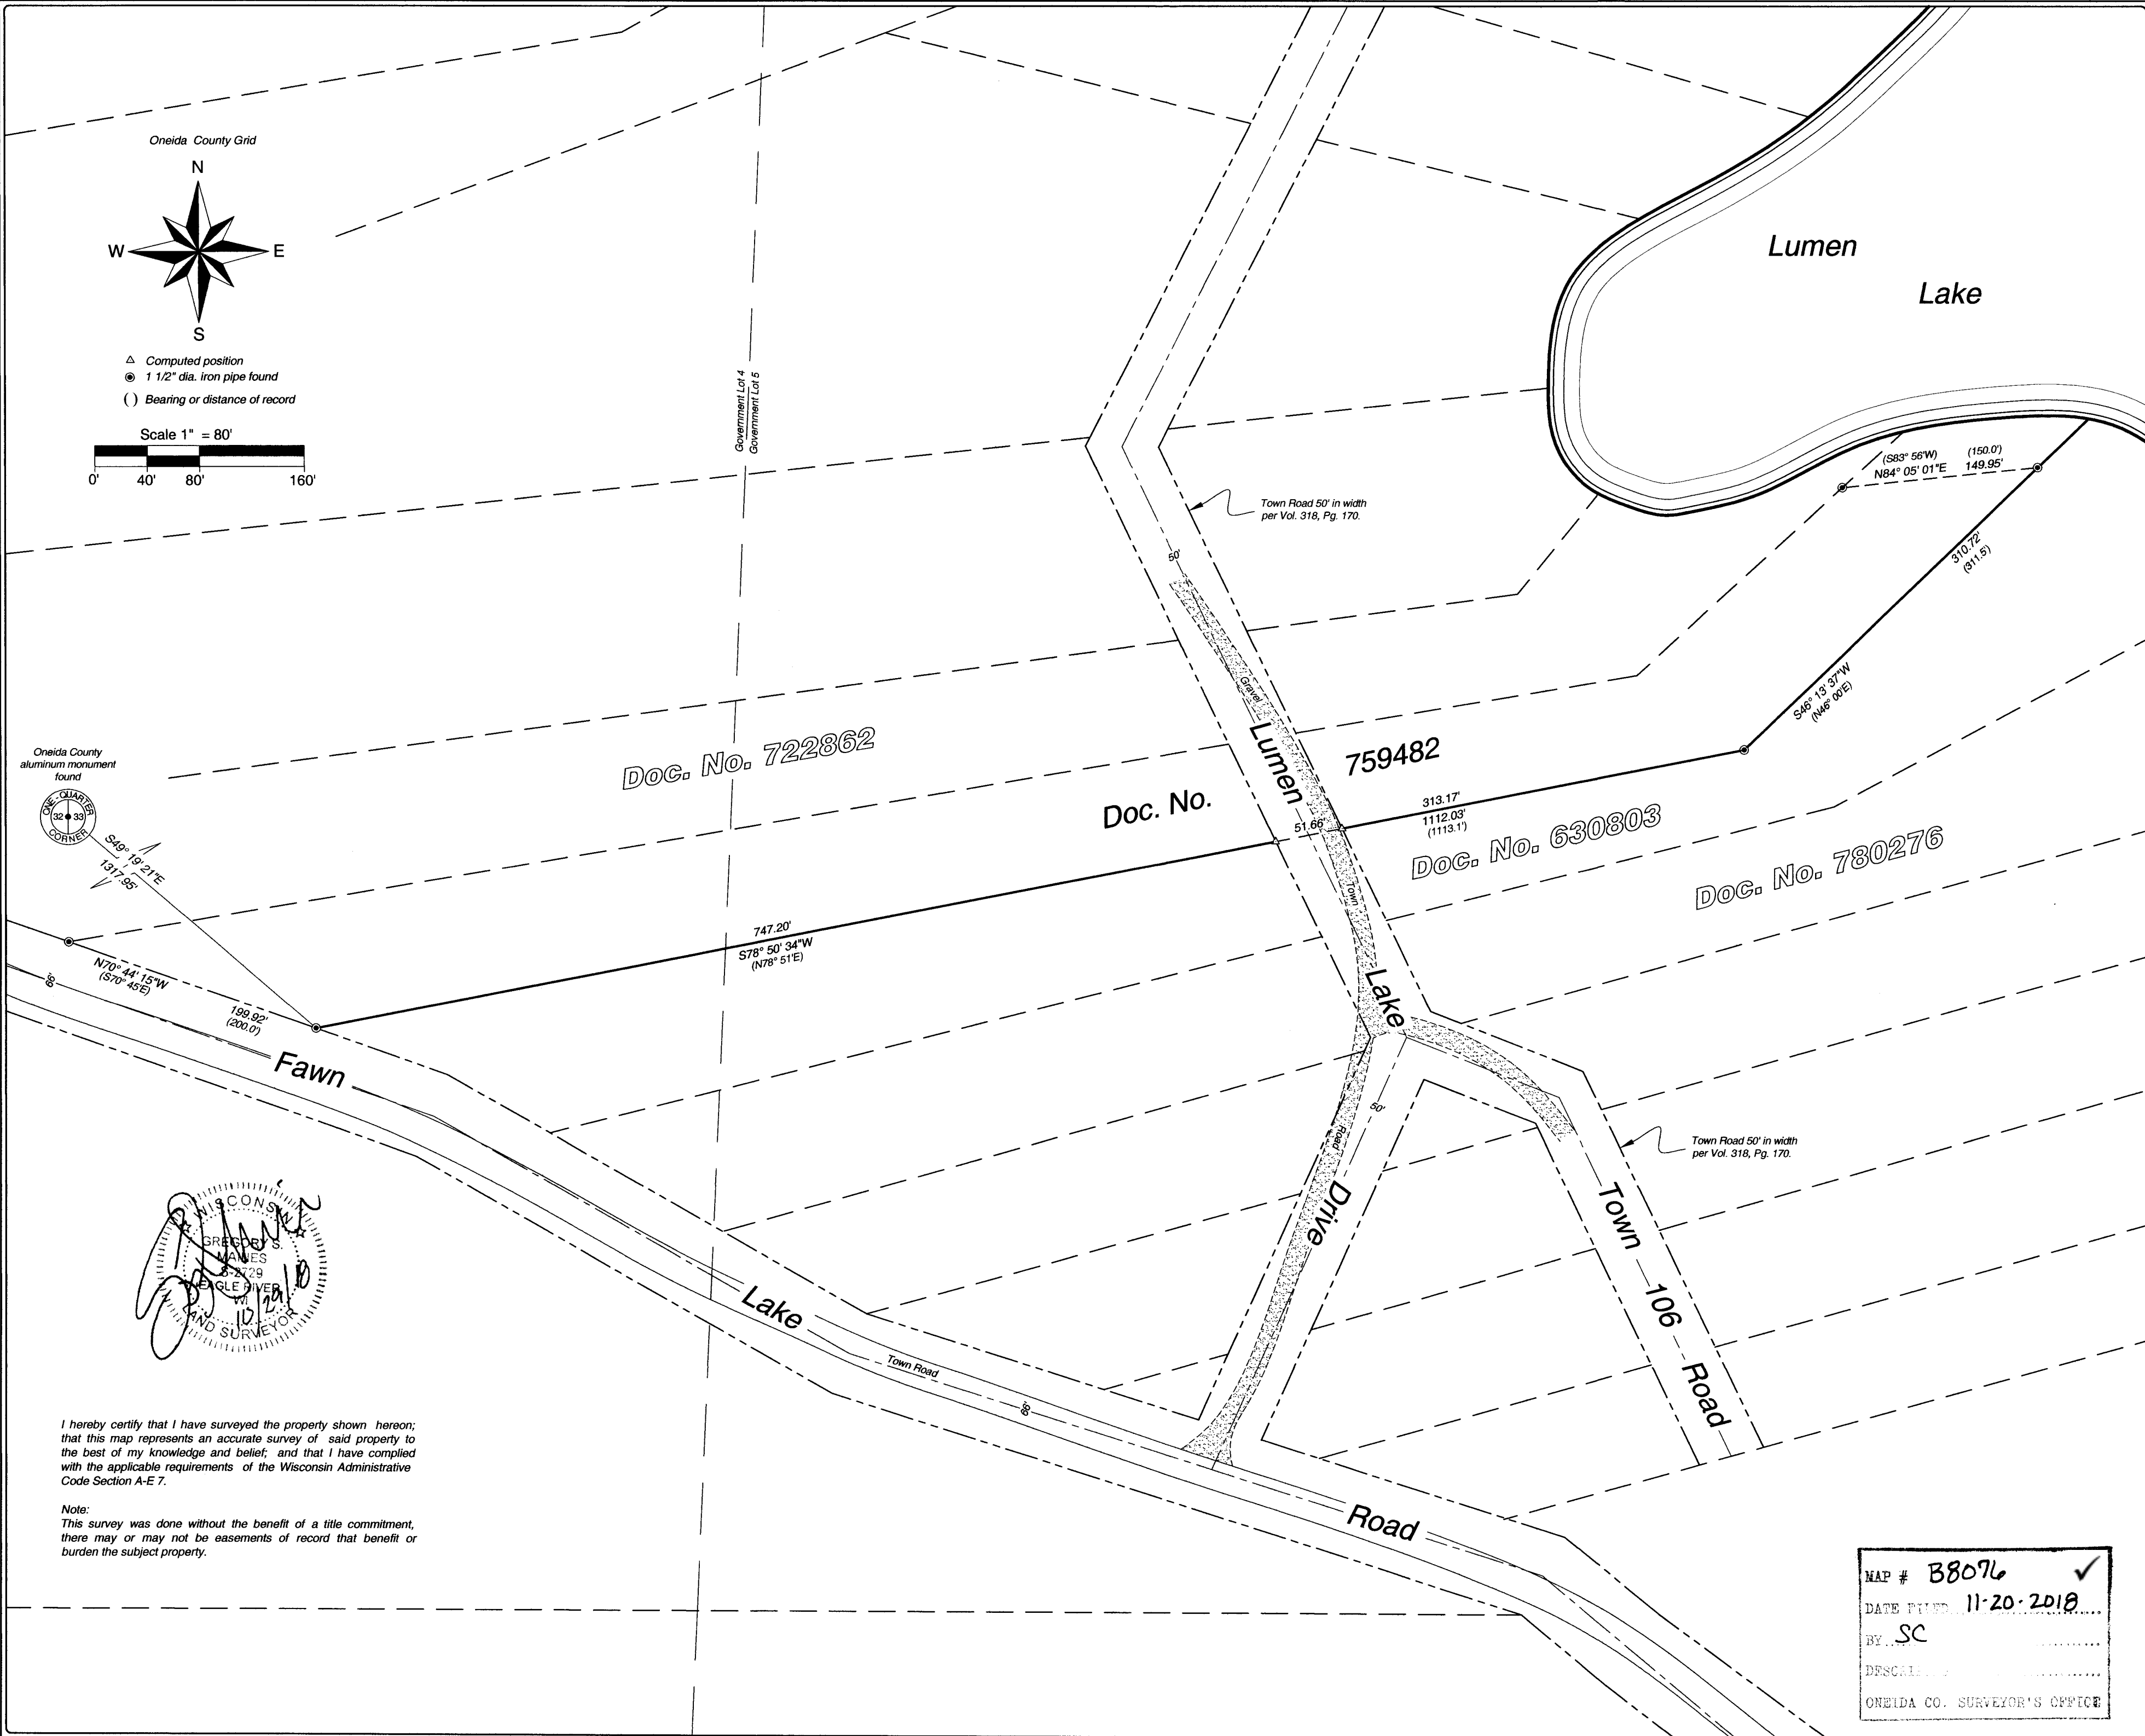 Oneida County Grid
N
W
E
S
Computed position
1 1/2" dia. iron pipe found
( ) Bearing or distance of record
Scale 1" = 80'
0' 40' 80' 160'
Government Lot 4
Government Lot 5
Lumen
Lake
(S83° 56'W) (150.0')
N84° 05' 01"E 149.95'
Town Road 50' in width
per Vol. 318, Pg. 170.
50'
310.72'
(311.5')
S46° 13' 37"W
(N46° 00'E)
Gravel
Lumen
Doc. No. 722862
759482
Doc. No.
51.66'
313.17'
1112.03'
(1113.1')
Doc. No. 630803
Doc. No. 780276
Town
Oneida County
aluminum monument
found
ONE-QUARTER
32 33
CORNER
S49° 19' 21"E
1317.95'
747.20'
S78° 50' 34"W
(N78° 51'E)
N70° 44' 15"W
(S70° 45'E)
199.92'
(200.0')
66'
Fawn
Lake
50'
Road
Drive
Town Road 50' in width
per Vol. 318, Pg. 170.
Town 106 Road
Lake
Town Road
66'
Road
WISCONSIN
GREGORY S.
MAINES
S-2729
EAGLE RIVER
WI
10/29/18
LAND SURVEYOR
I hereby certify that I have surveyed the property shown hereon;
that this map represents an accurate survey of said property to
the best of my knowledge and belief; and that I have complied
with the applicable requirements of the Wisconsin Administrative
Code Section A-E 7.
Note:
This survey was done without the benefit of a title commitment,
there may or may not be easements of record that benefit or
burden the subject property.
MAP # B8076 ✓
DATE FILED 11-20-2018
BY SC
ONEIDA CO. SURVEYOR'S OFFICE